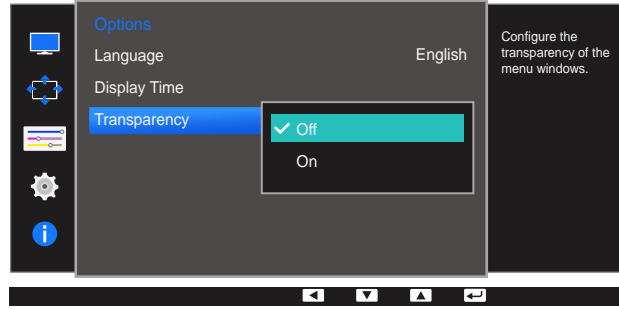 Options
Language English
Display Time
Transparency
Off
On
Configure the
transparency of the
menu windows.